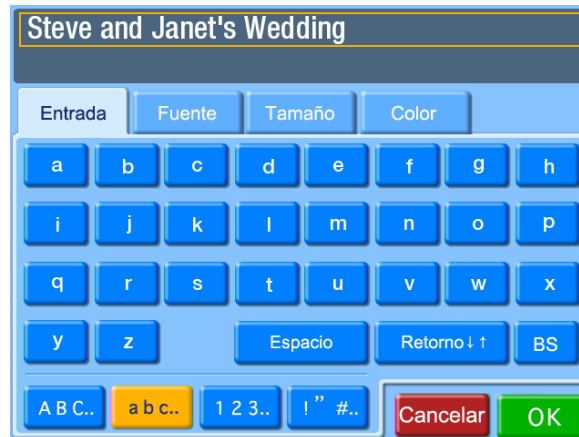 Steve and Janet's Wedding
Entrada Fuente Tamaño Color
a b c d e f g h
i j k l m n o p
q r s t u v w x
y z Espacio Retorno↓↑ BS
A B C.. a b c.. 1 2 3.. ! ” #.. Cancelar OK